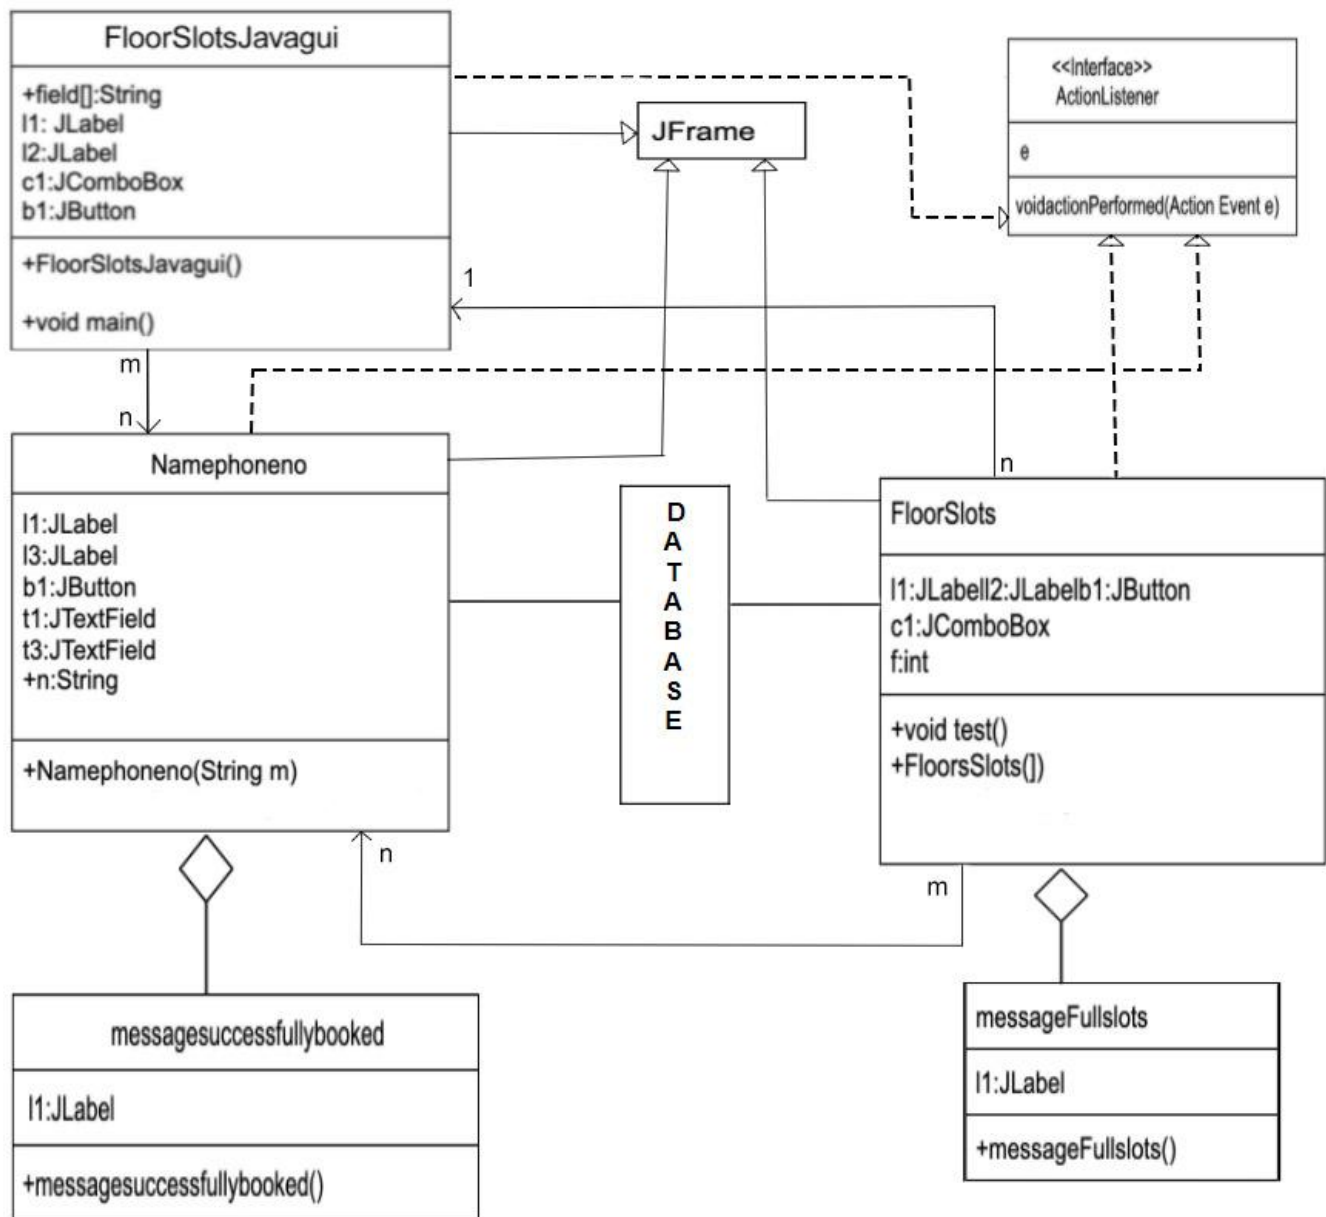 FloorSlotsJavagui
+field[]:String
l1: JLabel
l2:JLabel
c1:JComboBox
b1:JButton
+FloorSlotsJavagui()
+void main()
JFrame
<<Interface>>
ActionListener
e
voidactionPerformed(Action Event e)
1
m
n
n
Namephoneno
l1:JLabel
l3:JLabel
b1:JButton
t1:JTextField
t3:JTextField
+n:String
+Namephoneno(String m)
D
A
T
A
B
A
S
E
FloorSlots
l1:JLabell2:JLabelb1:JButton
c1:JComboBox
f:int
+void test()
+FloorsSlots(])
n
m
messagesuccessfullybooked
l1:JLabel
+messagesuccessfullybooked()
messageFullslots
l1:JLabel
+messageFullslots()